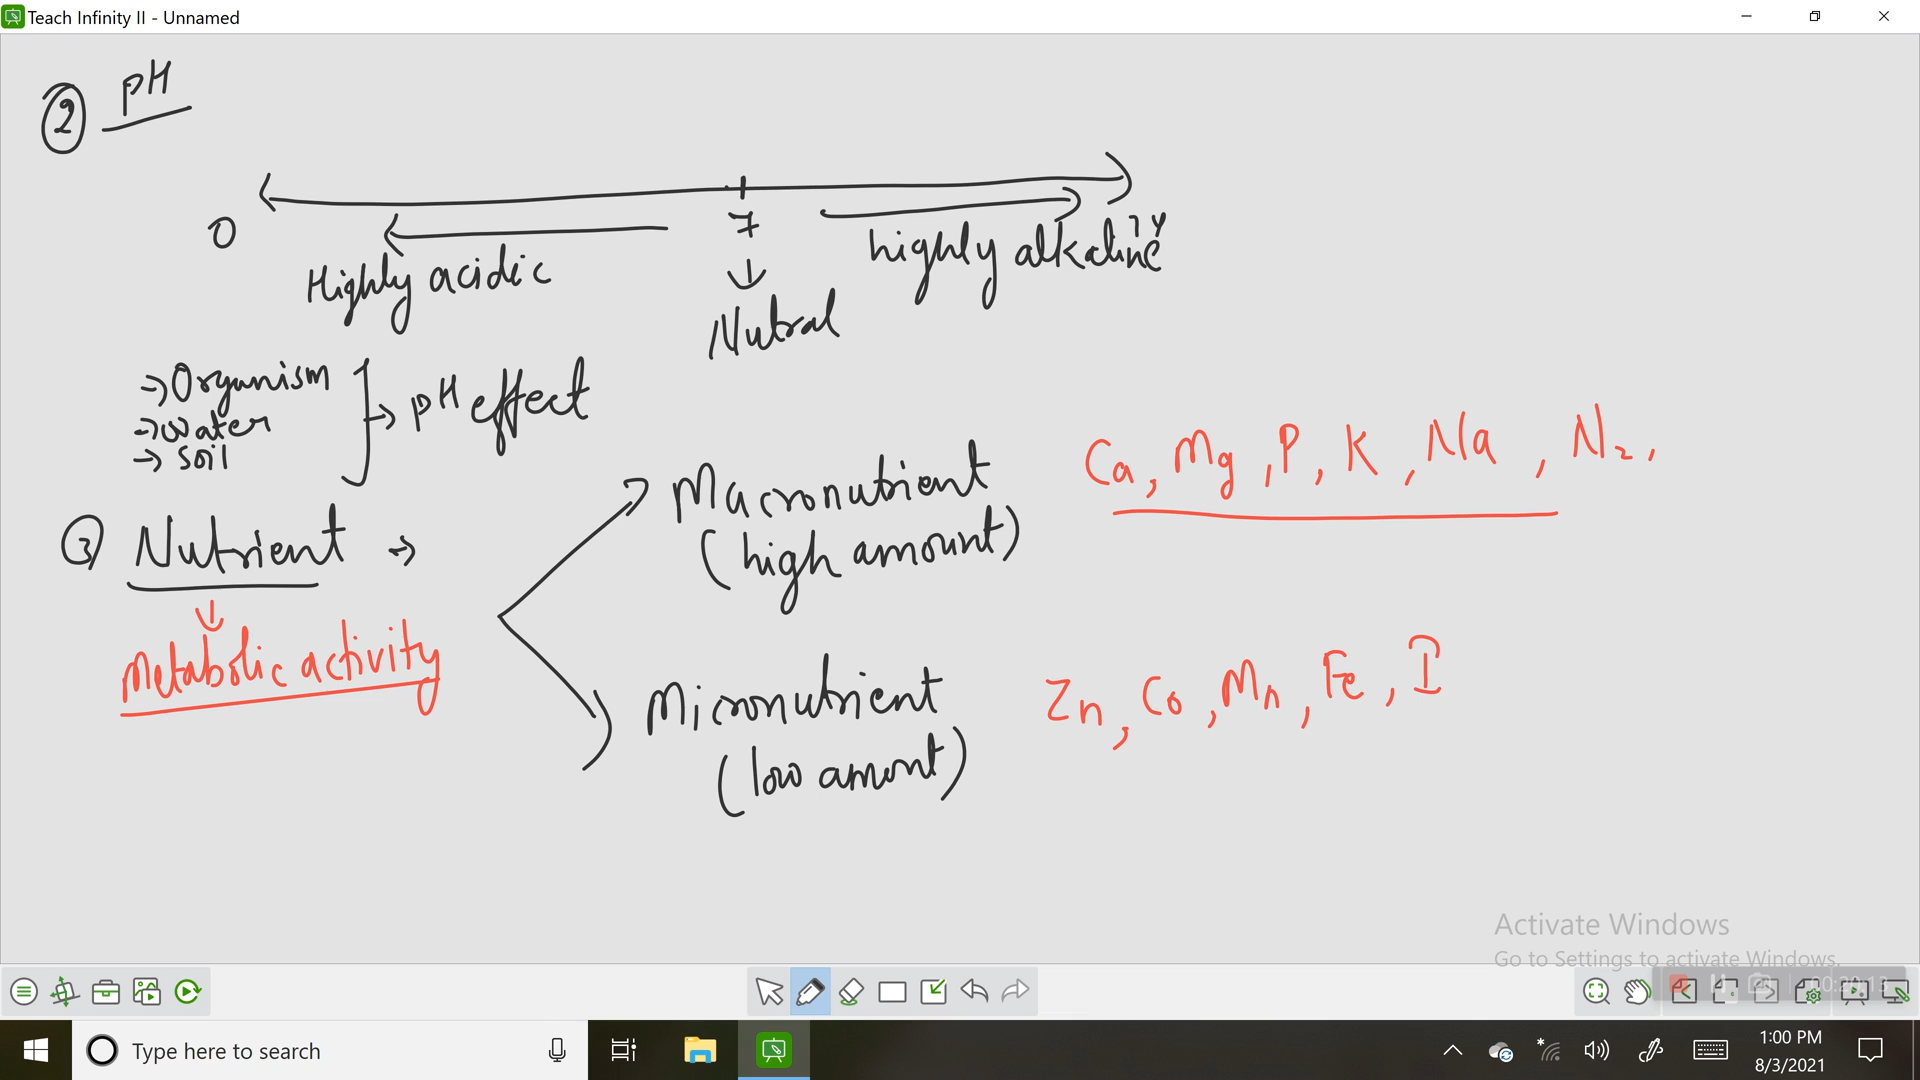 Teach Infinity II - Unnamed
② pH
0 7 14
Highly acidic highly alkaline
Nutral
→ Organism
→ water
→ soil
→ pH effect
③ Nutrient →
Metabolic activity
Macronutrient
(high amount)
Ca, Mg, P, K, Na, N₂,
Micronutrient
(low amont)
Zn, Co, Mn, Fe, I
Activate Windows
Go to Settings to activate Windows.
Type here to search
1:00 PM
8/3/2021